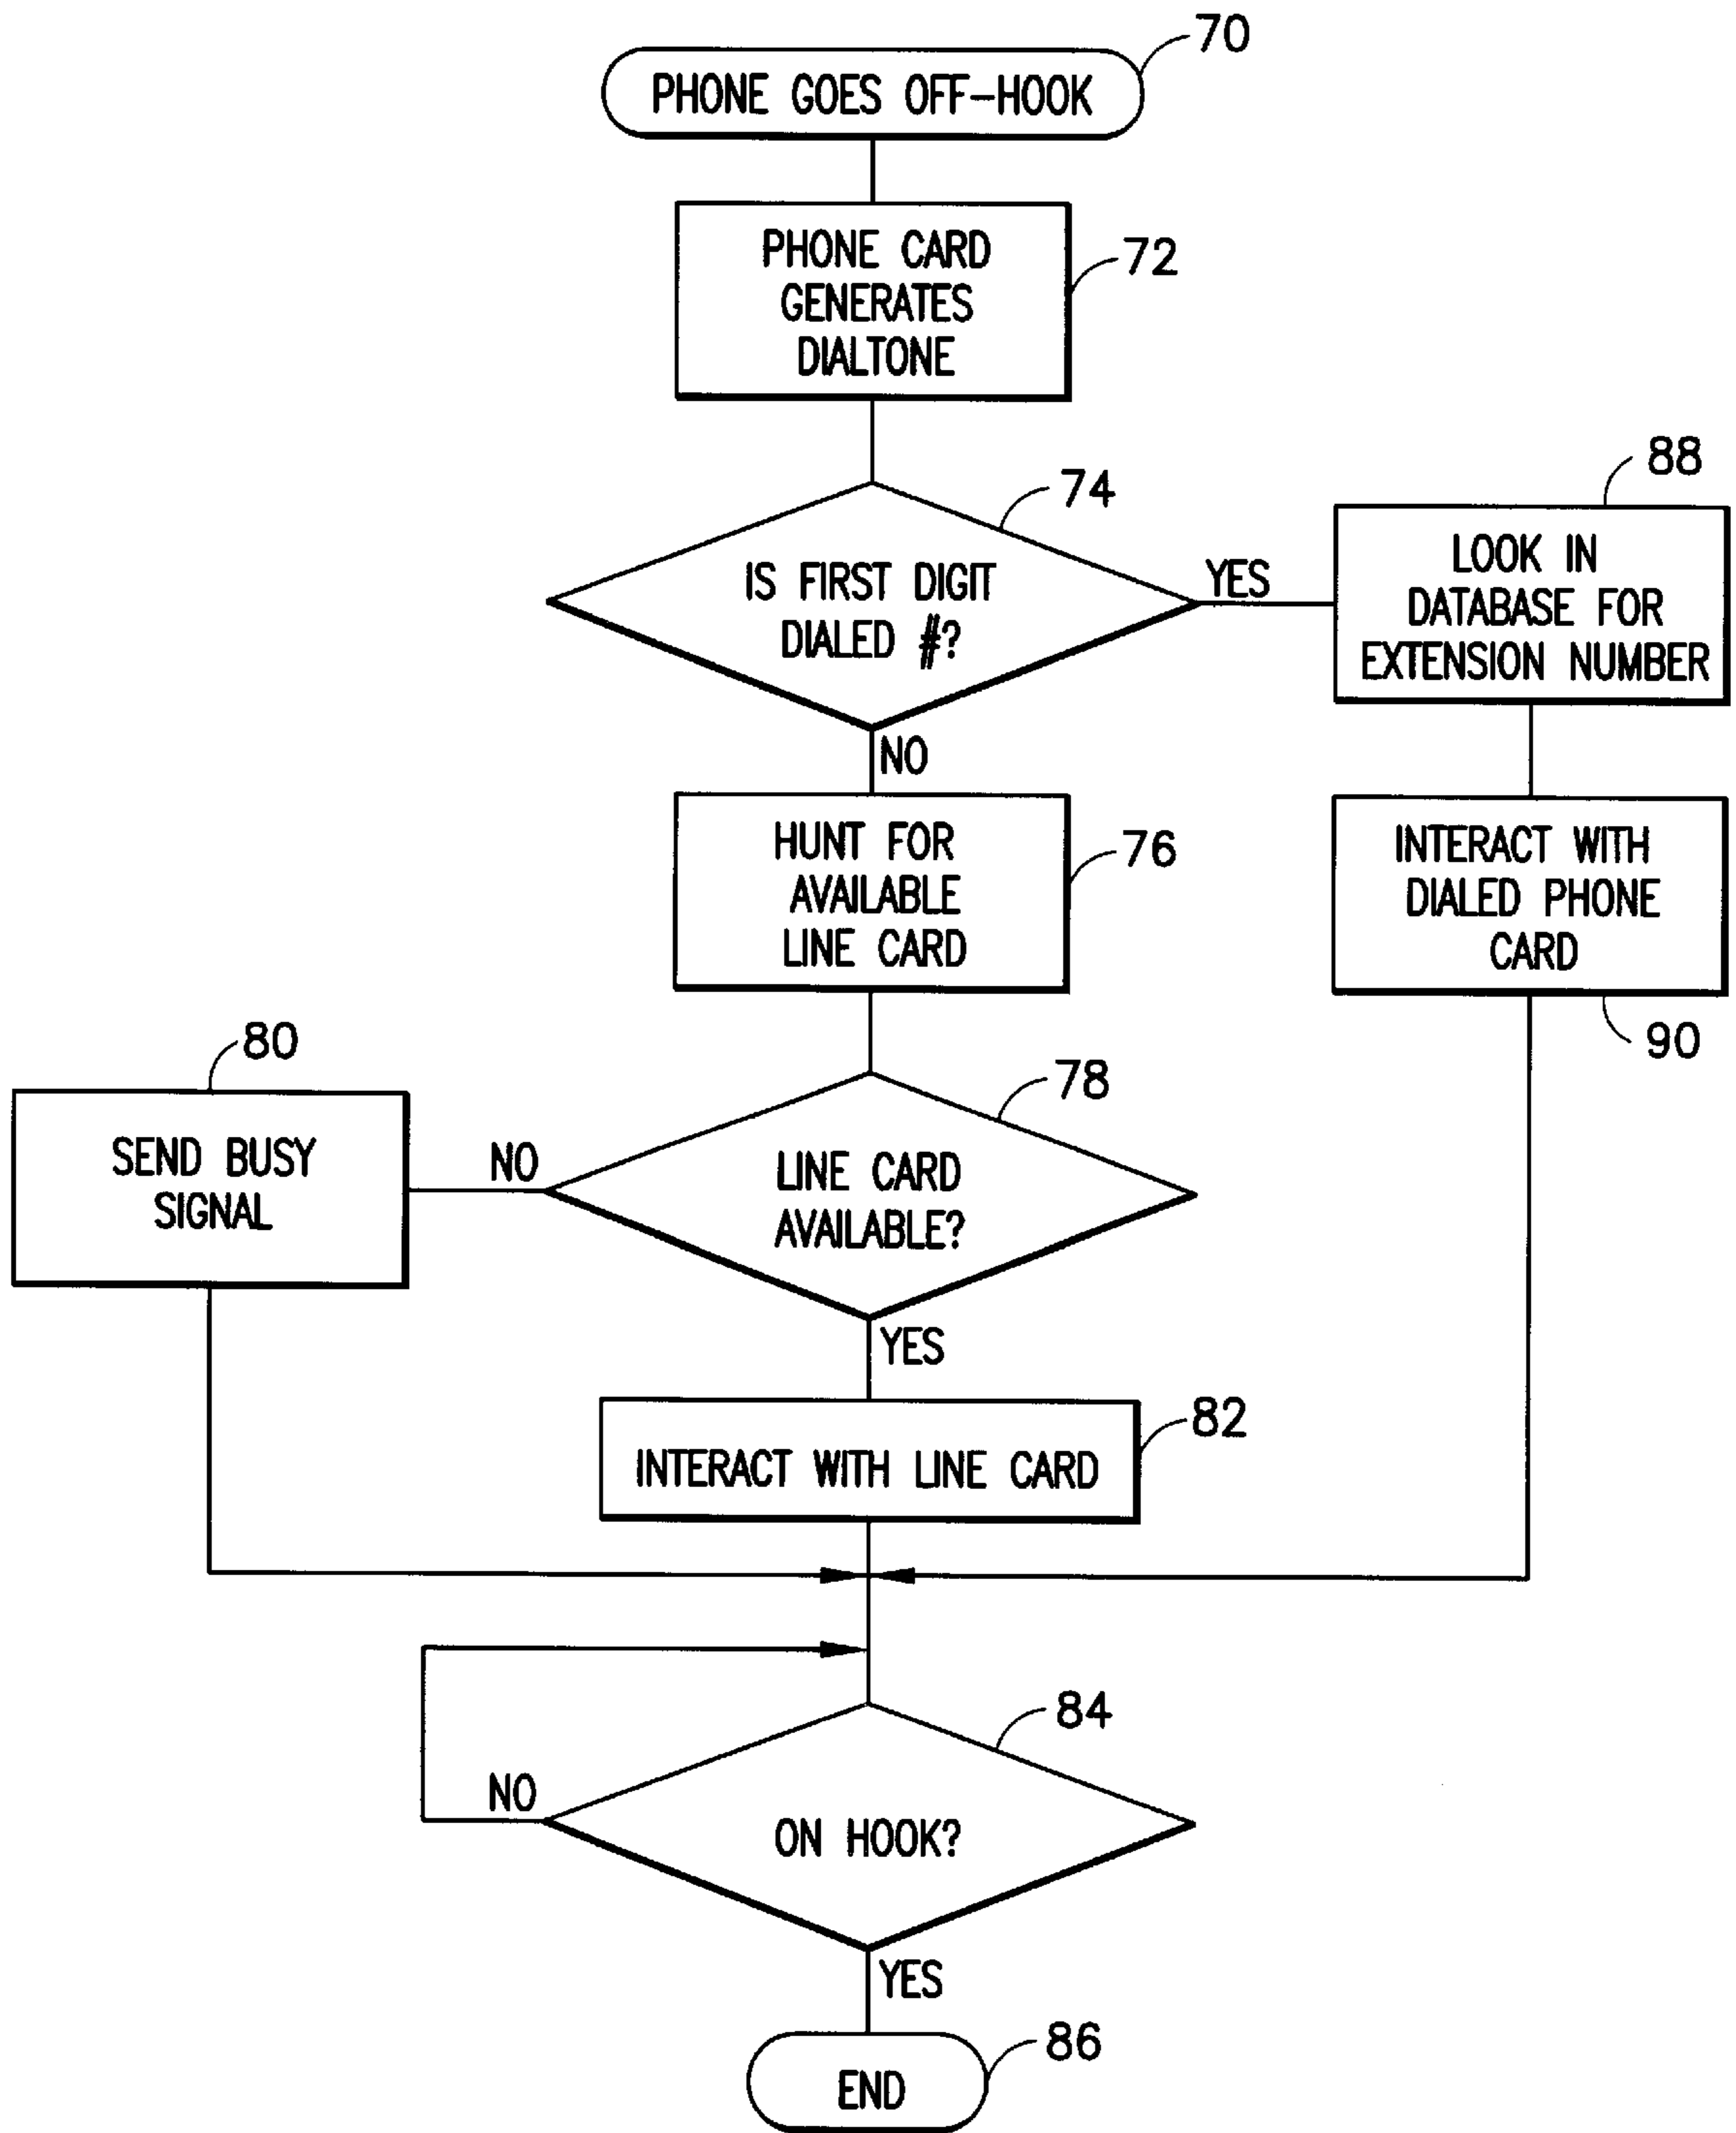 70
PHONE GOES OFF-HOOK
PHONE CARD
GENERATES
DIALTONE
72
74
IS FIRST DIGIT
DIALED #?
YES
NO
88
LOOK IN
DATABASE FOR
EXTENSION NUMBER
HUNT FOR
AVAILABLE
LINE CARD
76
INTERACT WITH
DIALED PHONE
CARD
90
80
SEND BUSY
SIGNAL
NO
78
LINE CARD
AVAILABLE?
YES
82
INTERACT WITH LINE CARD
84
NO
ON HOOK?
YES
86
END